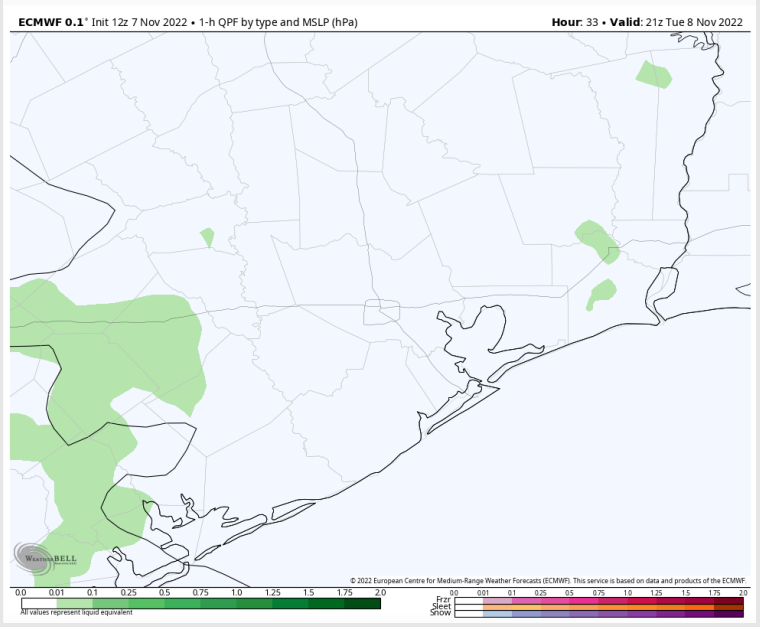 ECMWF 0.1° Init 12z 7 Nov 2022 • 1-h QPF by type and MSLP (hPa) Hour: 33 • Valid: 21z Tue 8 Nov 2022
WEATHERBELL
© 2022 European Centre for Medium-Range Weather Forecasts (ECMWF). This service is based on data and products of the ECMWF.
0.0 0.01 0.1 0.25 0.5 0.75 1.0 1.25 1.5 1.75 2.0
All values represent liquid equivalent
0.0 0.01 0.1 0.25 0.5 0.75 1.0 1.25 1.5 1.75 2.0
Frzr
Sleet
Snow